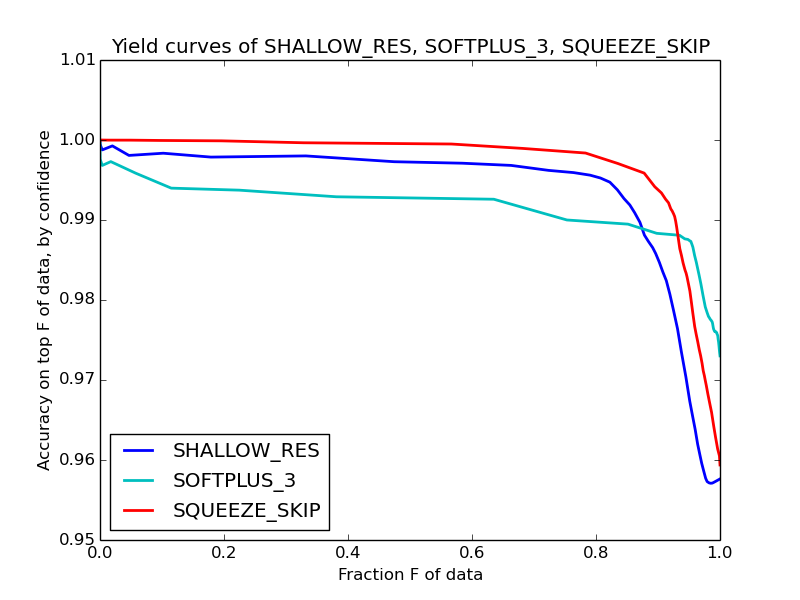 Yield curves of SHALLOW_RES, SOFTPLUS_3, SQUEEZE_SKIP
1.01
1.00
0.99
0.98
0.97
0.96
0.95
Accuracy on top F of data, by confidence
SHALLOW_RES
SOFTPLUS_3
SQUEEZE_SKIP
0.0 0.2 0.4 0.6 0.8 1.0
Fraction F of data